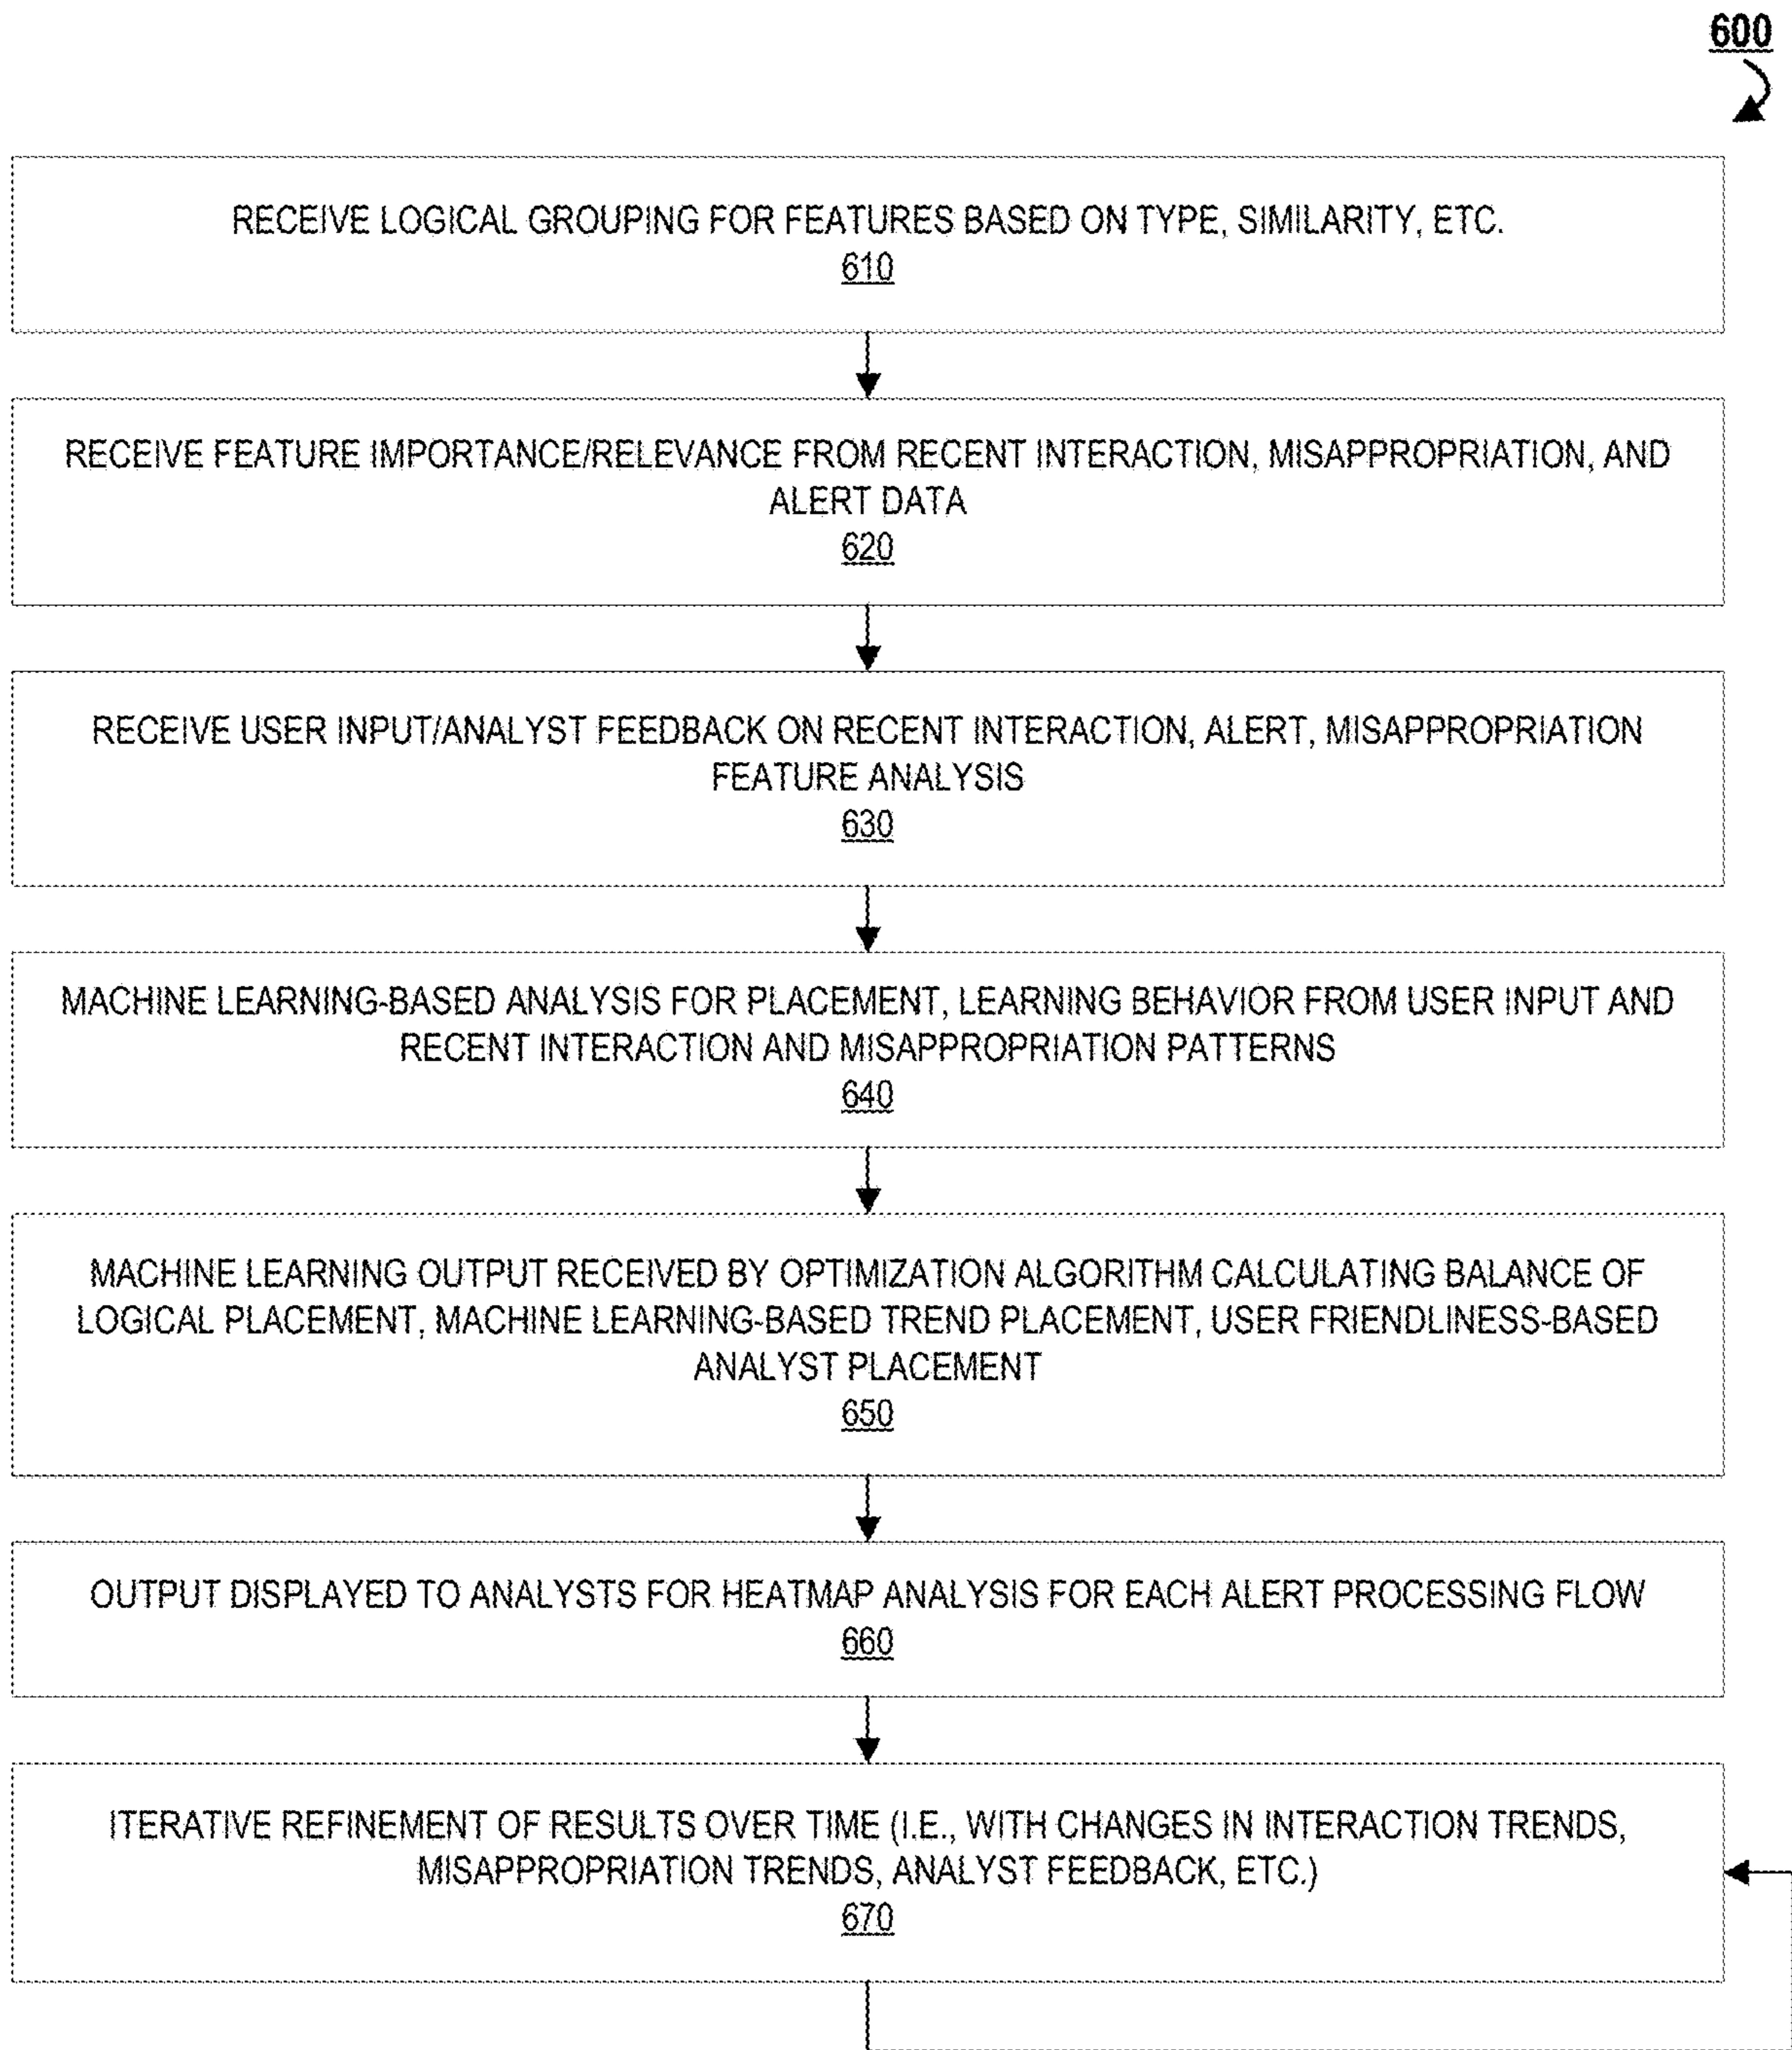 600
RECEIVE LOGICAL GROUPING FOR FEATURES BASED ON TYPE, SIMILARITY, ETC.
610
RECEIVE FEATURE IMPORTANCE/RELEVANCE FROM RECENT INTERACTION, MISAPPROPRIATION, AND
ALERT DATA
620
RECEIVE USER INPUT/ANALYST FEEDBACK ON RECENT INTERACTION, ALERT, MISAPPROPRIATION
FEATURE ANALYSIS
630
MACHINE LEARNING-BASED ANALYSIS FOR PLACEMENT, LEARNING BEHAVIOR FROM USER INPUT AND
RECENT INTERACTION AND MISAPPROPRIATION PATTERNS
640
MACHINE LEARNING OUTPUT RECEIVED BY OPTIMIZATION ALGORITHM CALCULATING BALANCE OF
LOGICAL PLACEMENT, MACHINE LEARNING-BASED TREND PLACEMENT, USER FRIENDLINESS-BASED
ANALYST PLACEMENT
650
OUTPUT DISPLAYED TO ANALYSTS FOR HEATMAP ANALYSIS FOR EACH ALERT PROCESSING FLOW
660
ITERATIVE REFINEMENT OF RESULTS OVER TIME (I.E., WITH CHANGES IN INTERACTION TRENDS,
MISAPPROPRIATION TRENDS, ANALYST FEEDBACK, ETC.)
670